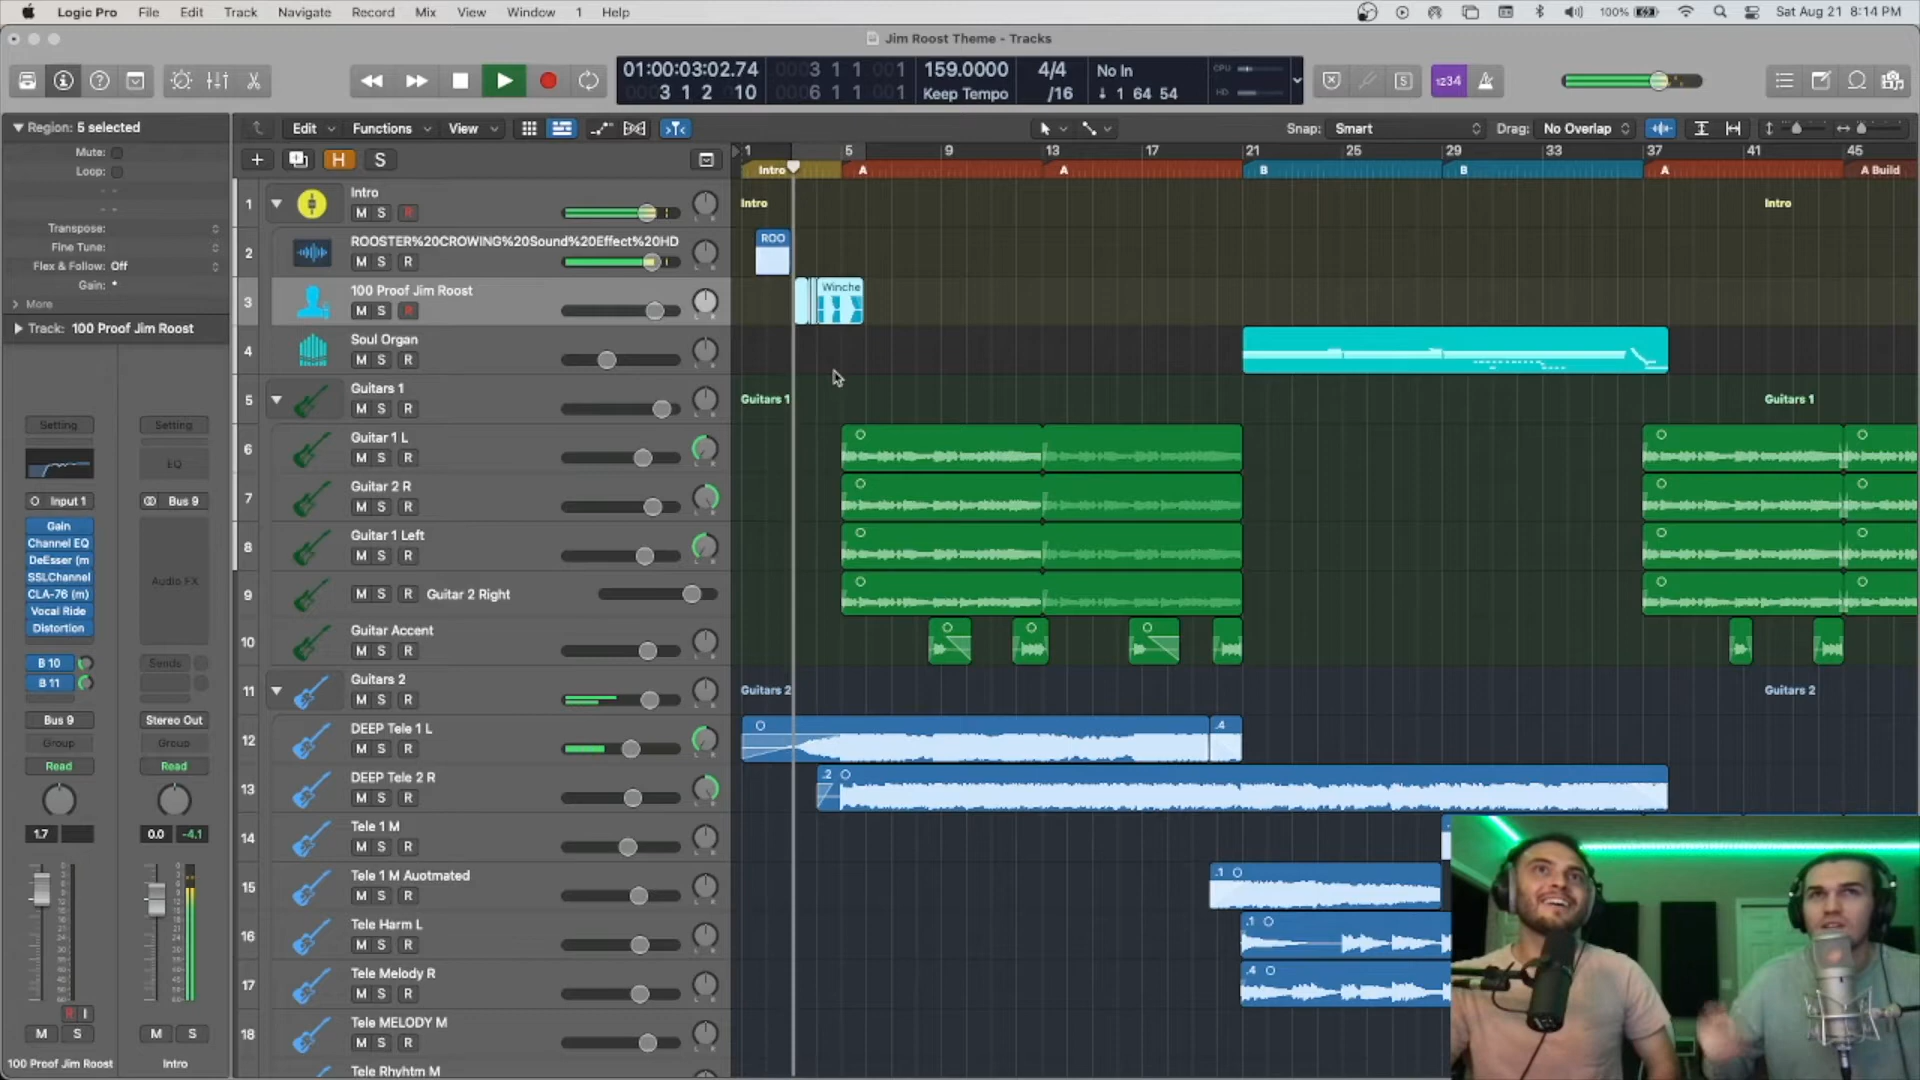 Logic Pro File Edit Track Navigate Record Mix View Window 1 Help
100% Sat Aug 21 8:14 PM
Jim Roost Theme - Tracks
01:00:03:02.74 0003 1 1 001 159.0000 4/4 No In CPU
3 1 2 10 0006 1 1 001 Keep Tempo /16 1 64 54 HD
S 1234
Region: 5 selected
Edit Functions View
Snap: Smart Drag: No Overlap
Mute:
Loop:
Transpose:
Fine Tune:
Flex & Follow: Off
Gain:
More
Track: 100 Proof Jim Roost
H S
1 5 9 13 17 21 25 29 33 37 41 45
Intro A A B B A A Build
1 Intro
M S R
Intro Intro
2 ROOSTER%20CROWING%20Sound%20Effect%20HD
M S R
ROO
3 100 Proof Jim Roost
M S R
Winche
4 Soul Organ
M S R
5 Guitars 1
M S R
Guitars 1 Guitars 1
6 Guitar 1 L
M S R
7 Guitar 2 R
M S R
8 Guitar 1 Left
M S R
9 M S R Guitar 2 Right
10 Guitar Accent
M S R
11 Guitars 2
M S R
Guitars 2 Guitars 2
12 DEEP Tele 1 L
M S R
.4
13 DEEP Tele 2 R
M S R
.2
14 Tele 1 M
M S R
15 Tele 1 M Auotmated
M S R
.1
16 Tele Harm L
M S R
.1
17 Tele Melody R
M S R
.4
18 Tele MELODY M
M S R
Tele Rhyhtm M
Setting Setting
EQ
Input 1 Bus 9
Gain
Channel EQ
DeEsser (m
SSLChannel
CLA-76 (m)
Vocal Ride
Distortion
Audio FX
B 10 Sends
B 11
Bus 9 Stereo Out
Group Group
Read Read
1.7 0.0 -4.1
R I
M S M S
100 Proof Jim Roost Intro